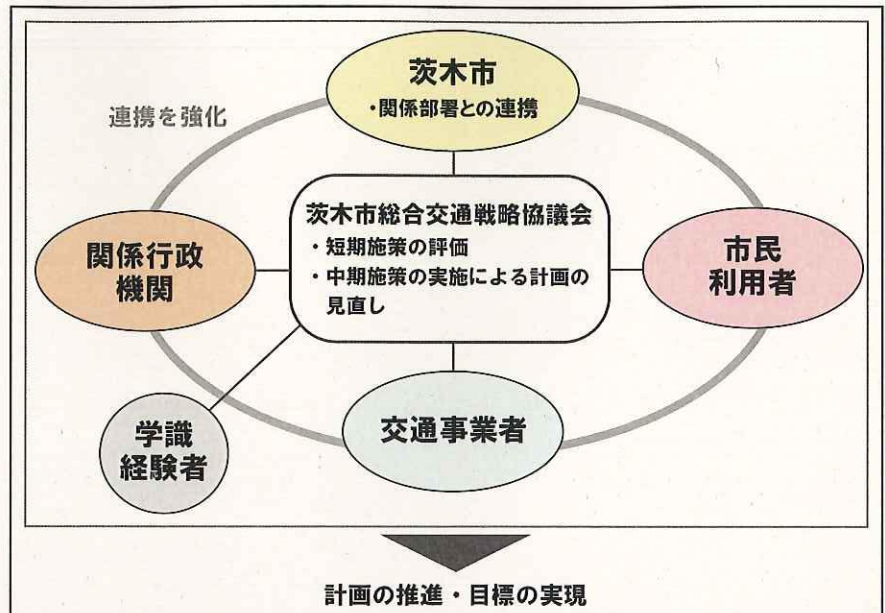 茨木市
・関係部署との連携
連携を強化
茨木市総合交通戦略協議会
・短期施策の評価
・中期施策の実施による計画の
見直し
関係行政
機関
市民
利用者
学識
経験者
交通事業者
計画の推進・目標の実現